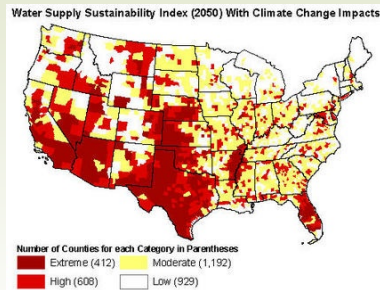 Water Supply Sustainability Index (2050) With Climate Change Impacts
Number of Counties for each Category in Parentheses
Extreme (412)
Moderate (1,192)
High (608)
Low (929)